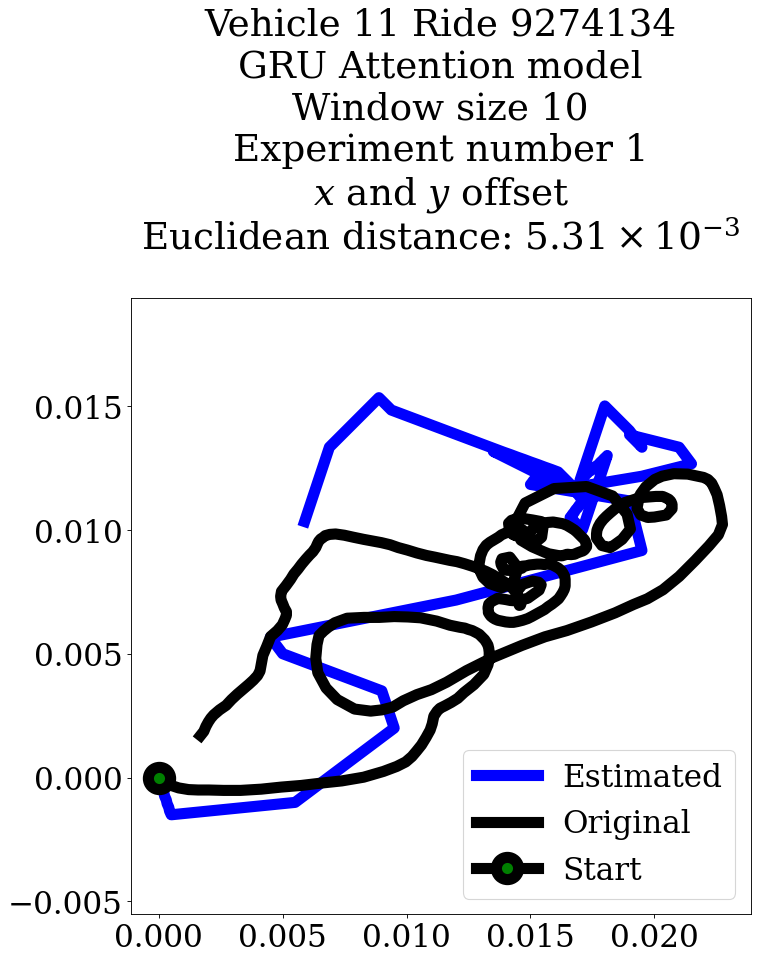 Vehicle 11 Ride 9274134
GRU Attention model
Window size 10
Experiment number 1
x and y offset
Euclidean distance: 5.31 × 10⁻³
0.015
0.010
0.005
0.000
−0.005
0.000 0.005 0.010 0.015 0.020
Estimated
Original
Start